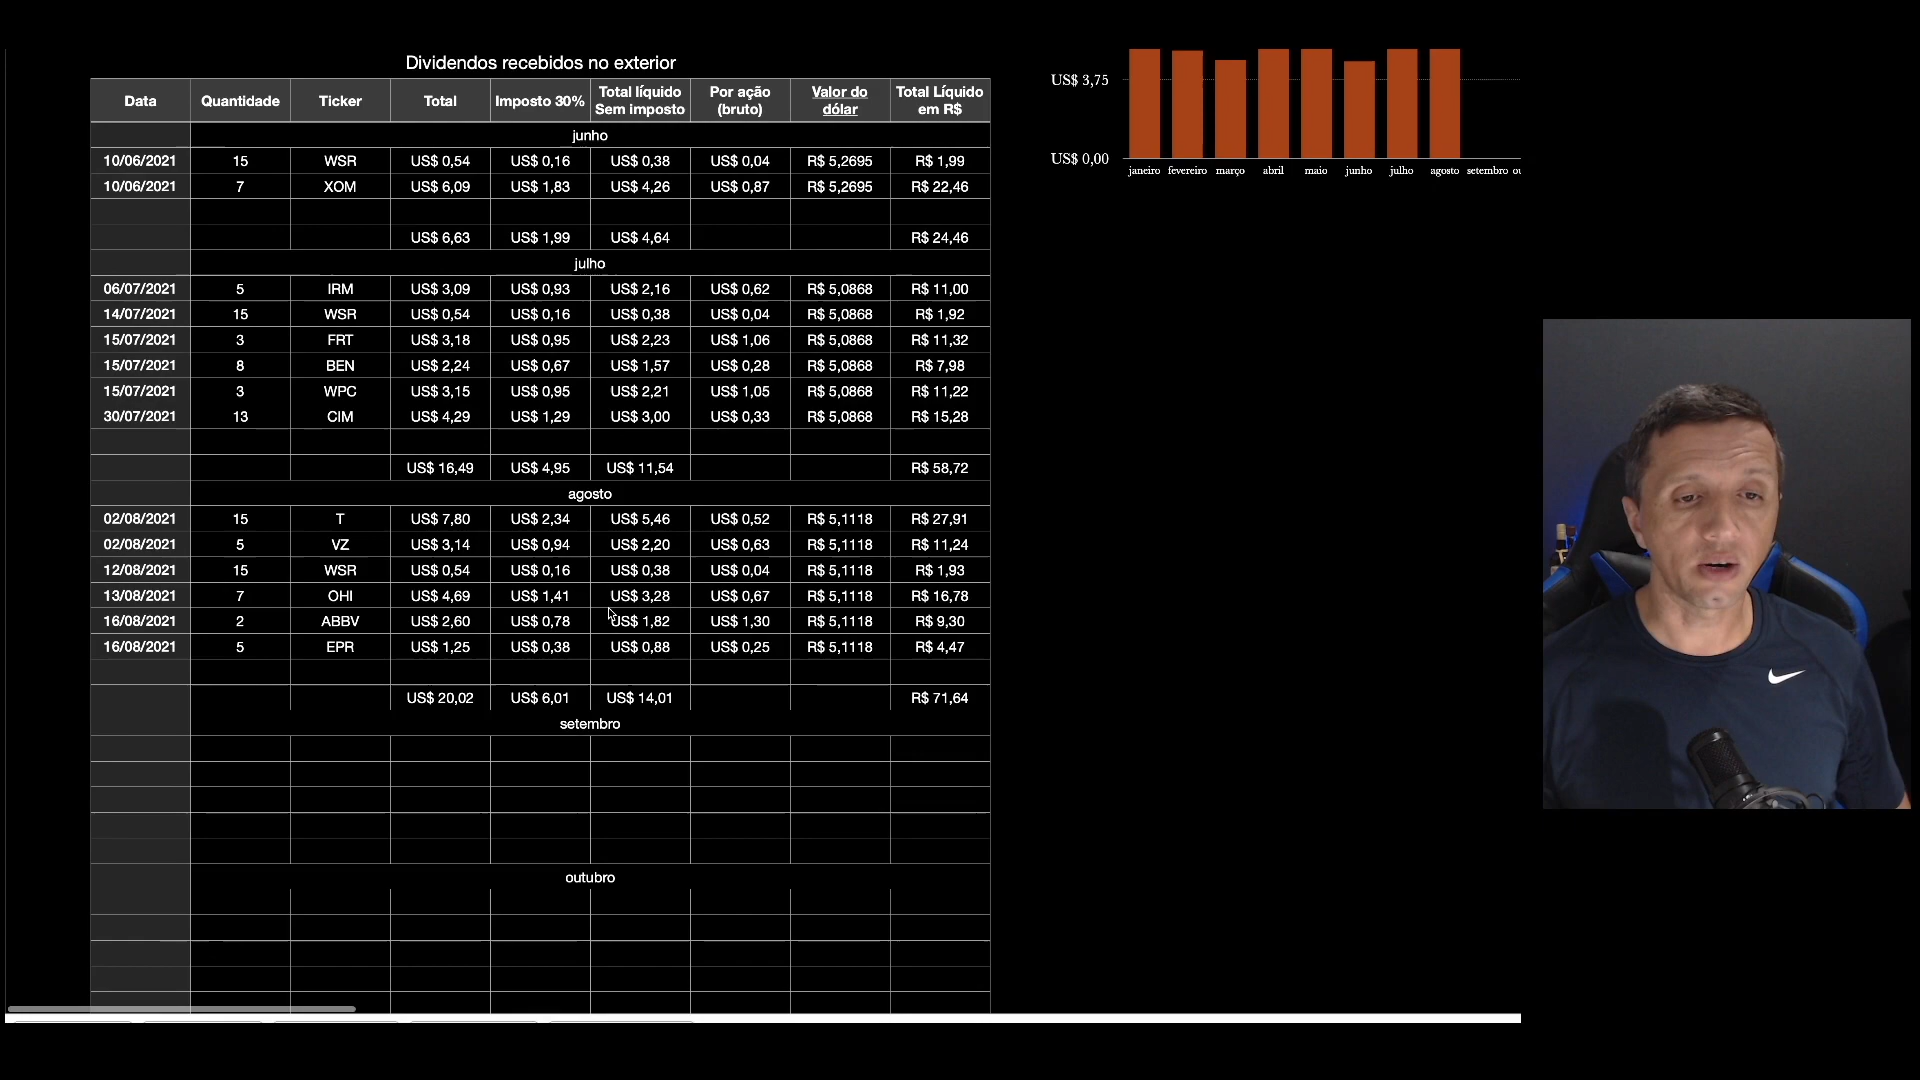 Dividendos recebidos no exterior
Data Quantidade Ticker Total Imposto 30% Total líquido Sem imposto Por ação (bruto) Valor do dólar Total Líquido em R$
junho
10/06/2021 15 WSR US$ 0,54 US$ 0,16 US$ 0,38 US$ 0,04 R$ 5,2695 R$ 1,99
10/06/2021 7 XOM US$ 6,09 US$ 1,83 US$ 4,26 US$ 0,87 R$ 5,2695 R$ 22,46
US$ 6,63 US$ 1,99 US$ 4,64 R$ 24,46
julho
06/07/2021 5 IRM US$ 3,09 US$ 0,93 US$ 2,16 US$ 0,62 R$ 5,0868 R$ 11,00
14/07/2021 15 WSR US$ 0,54 US$ 0,16 US$ 0,38 US$ 0,04 R$ 5,0868 R$ 1,92
15/07/2021 3 FRT US$ 3,18 US$ 0,95 US$ 2,23 US$ 1,06 R$ 5,0868 R$ 11,32
15/07/2021 8 BEN US$ 2,24 US$ 0,67 US$ 1,57 US$ 0,28 R$ 5,0868 R$ 7,98
15/07/2021 3 WPC US$ 3,15 US$ 0,95 US$ 2,21 US$ 1,05 R$ 5,0868 R$ 11,22
30/07/2021 13 CIM US$ 4,29 US$ 1,29 US$ 3,00 US$ 0,33 R$ 5,0868 R$ 15,28
US$ 16,49 US$ 4,95 US$ 11,54 R$ 58,72
agosto
02/08/2021 15 T US$ 7,80 US$ 2,34 US$ 5,46 US$ 0,52 R$ 5,1118 R$ 27,91
02/08/2021 5 VZ US$ 3,14 US$ 0,94 US$ 2,20 US$ 0,63 R$ 5,1118 R$ 11,24
12/08/2021 15 WSR US$ 0,54 US$ 0,16 US$ 0,38 US$ 0,04 R$ 5,1118 R$ 1,93
13/08/2021 7 OHI US$ 4,69 US$ 1,41 US$ 3,28 US$ 0,67 R$ 5,1118 R$ 16,78
16/08/2021 2 ABBV US$ 2,60 US$ 0,78 US$ 1,82 US$ 1,30 R$ 5,1118 R$ 9,30
16/08/2021 5 EPR US$ 1,25 US$ 0,38 US$ 0,88 US$ 0,25 R$ 5,1118 R$ 4,47
US$ 20,02 US$ 6,01 US$ 14,01 R$ 71,64
setembro
outubro
US$ 3,75
US$ 0,00
janeiro fevereiro março abril maio junho julho agosto setembro ou